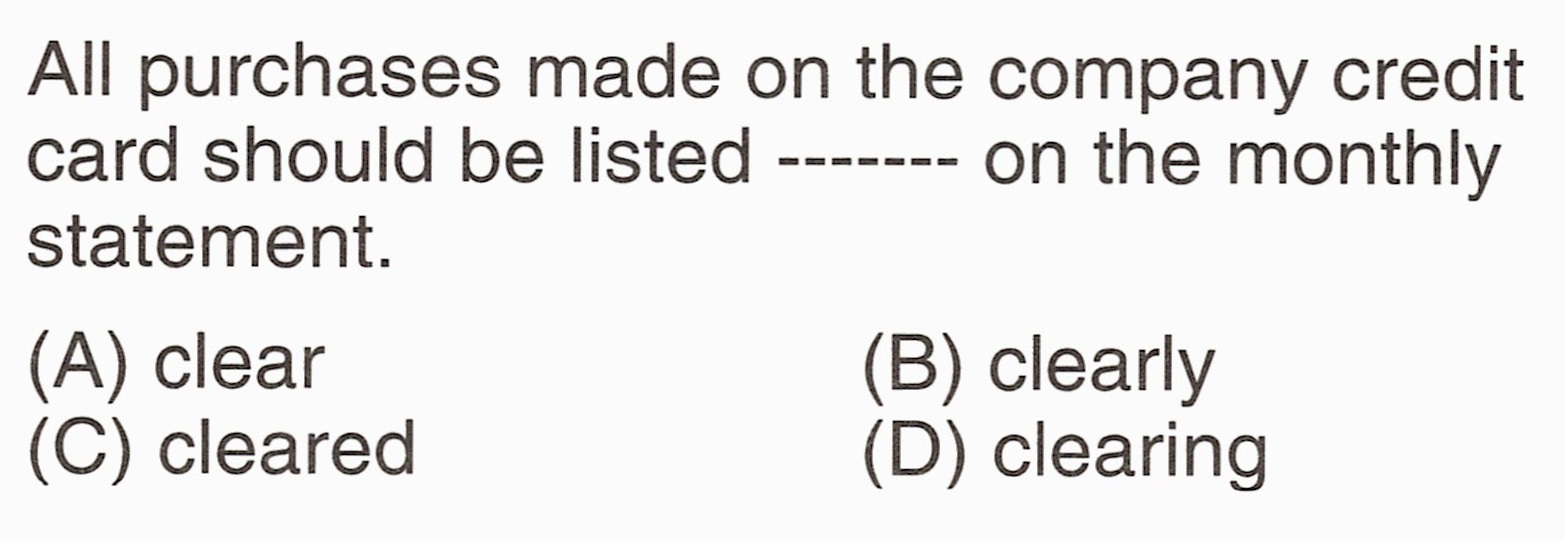 All purchases made on the company credit
card should be listed ------- on the monthly
statement.
(A) clear (B) clearly
(C) cleared (D) clearing